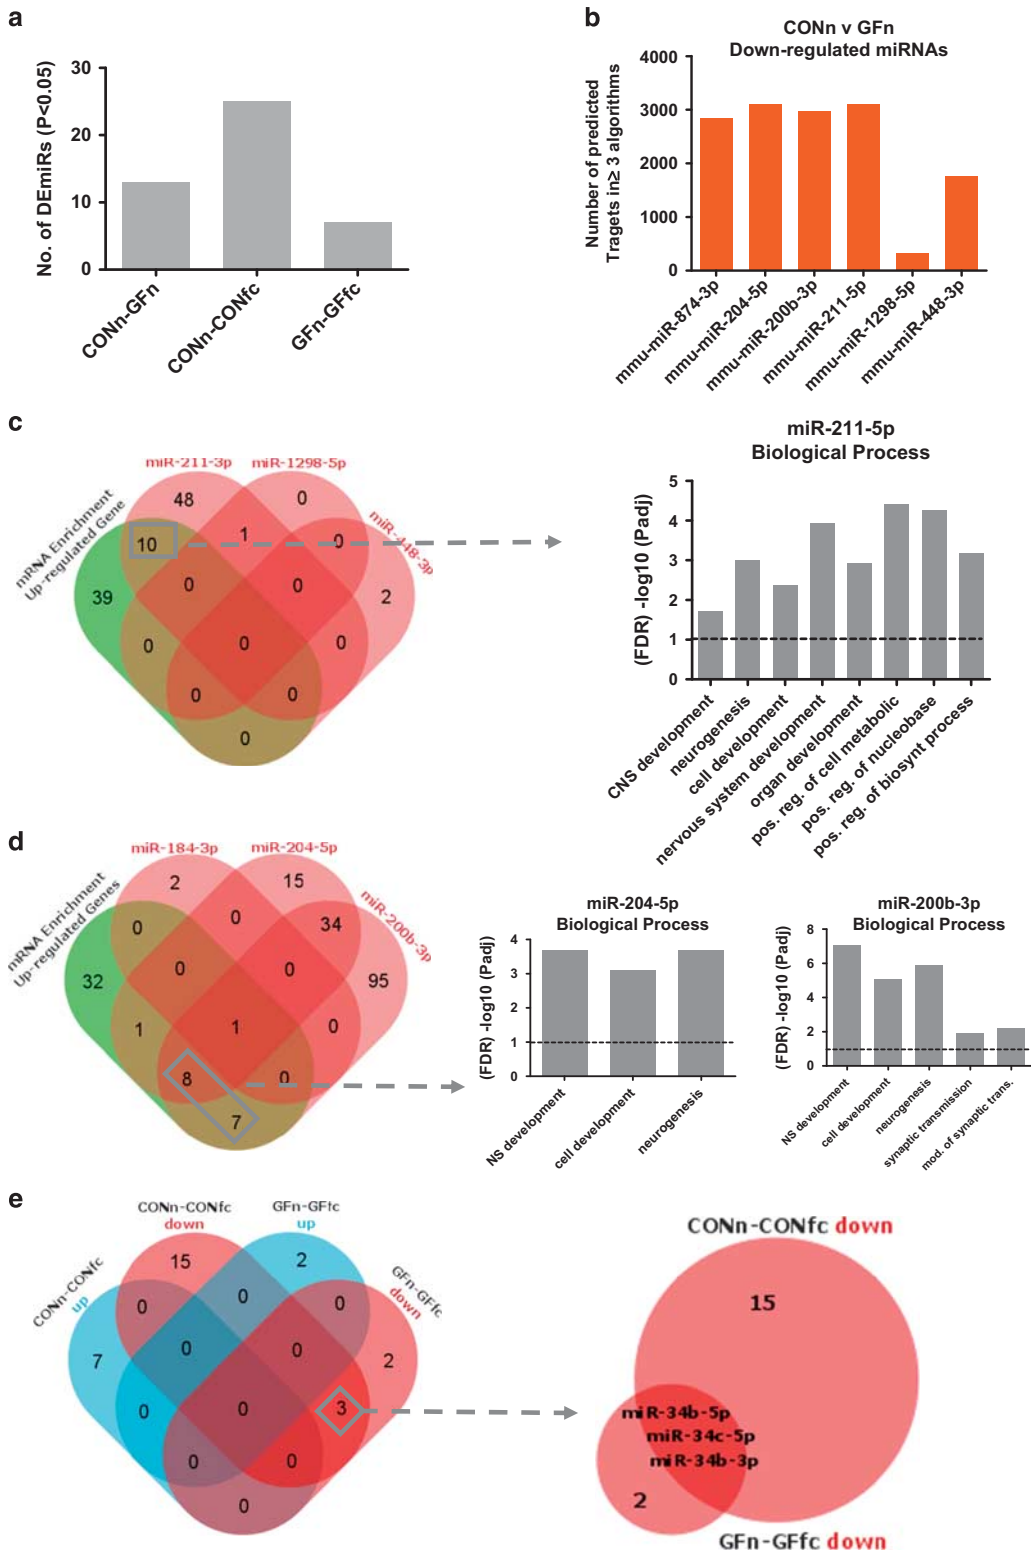 a
30
20
10
0
No. of DEmiRs (P<0.05)
CONn-GFn
CONn-CONfc
GFn-GFfc
b
CONn v GFn
Down-regulated miRNAs
4000
3000
2000
1000
0
Number of predicted
Tragets in≥ 3 algorithms
mmu-miR-874-3p
mmu-miR-204-5p
mmu-miR-200b-3p
mmu-miR-211-5p
mmu-miR-1298-5p
mmu-miR-448-3p
c
miR-211-3p
miR-1298-5p
miR-448-3p
mRNA Enrichment
Up-regulated Gene
48
0
10
1
0
39
0
0
2
0
0
0
0
0
0
miR-211-5p
Biological Process
5
4
3
2
1
0
(FDR) -log10 (Padj)
CNS development
neurogenesis
cell development
nervous system development
organ development
pos. reg. of cell metabolic
pos. reg. of nucleobase
pos. reg. of biosynt process
d
miR-184-3p
miR-204-5p
miR-200b-3p
mRNA Enrichment
Up-regulated Genes
2
15
0
0
34
32
0
0
95
1
1
0
8
0
7
miR-204-5p
Biological Process
4
3
2
1
0
(FDR) -log10 (Padj)
NS development
cell development
neurogenesis
miR-200b-3p
Biological Process
8
6
4
2
0
(FDR) -log10 (Padj)
NS development
cell development
neurogenesis
synaptic transmission
mod. of synaptic trans.
e
CONn-CONfc
up
CONn-CONfc
down
GFn-GFfc
up
GFn-GFfc
down
15
2
0
0
0
7
0
0
2
0
0
3
0
0
0
CONn-CONfc down
15
miR-34b-5p
miR-34c-5p
miR-34b-3p
2
GFn-GFfc down